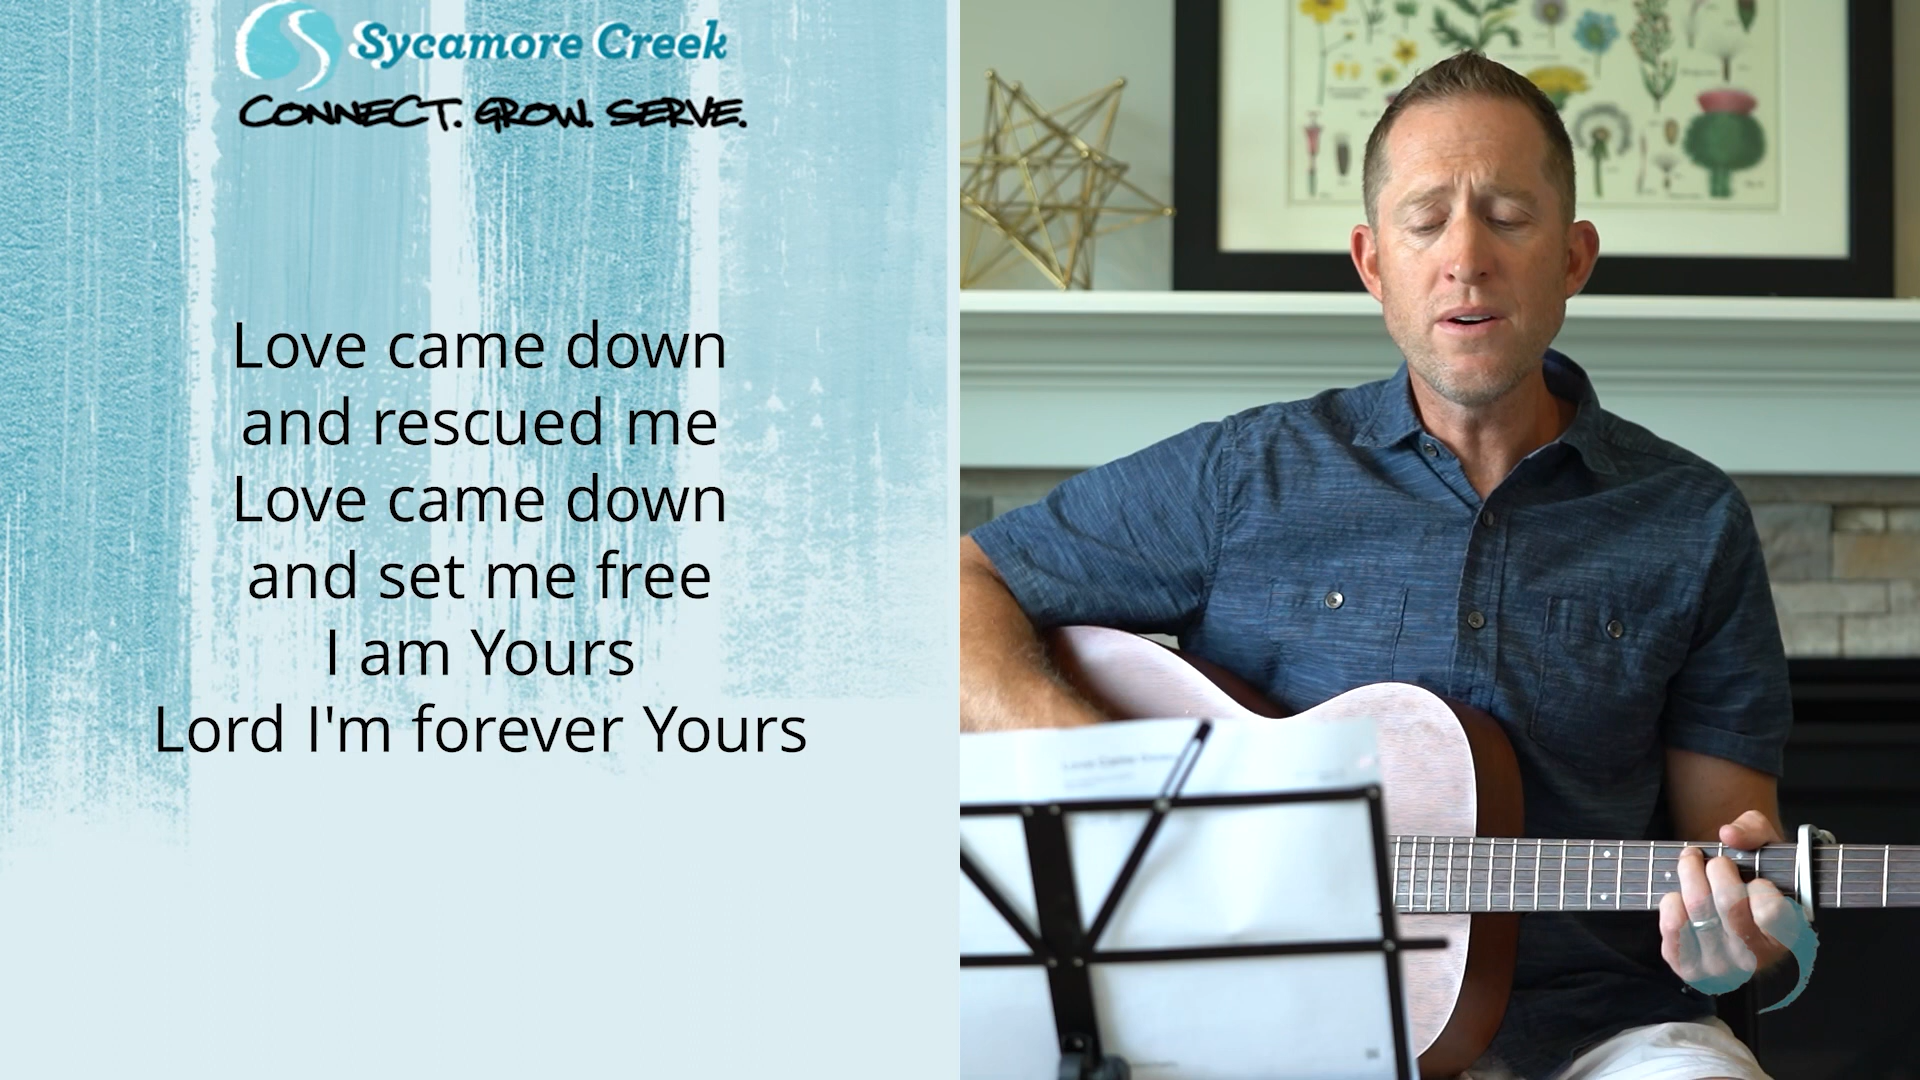 Sycamore Creek
CONNECT. GROW. SERVE.
Love came down
and rescued me
Love came down
and set me free
I am Yours
Lord I'm forever Yours